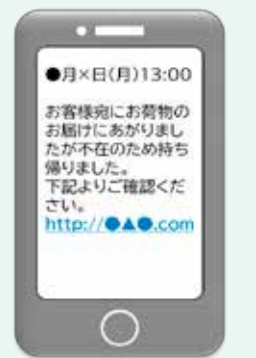 ●月×日(月)13:00
お客様宛にお荷物の
お届けにあがりまし
たが不在のため持ち
帰りました。
下記よりご確認くだ
さい。
http://●▲●.com